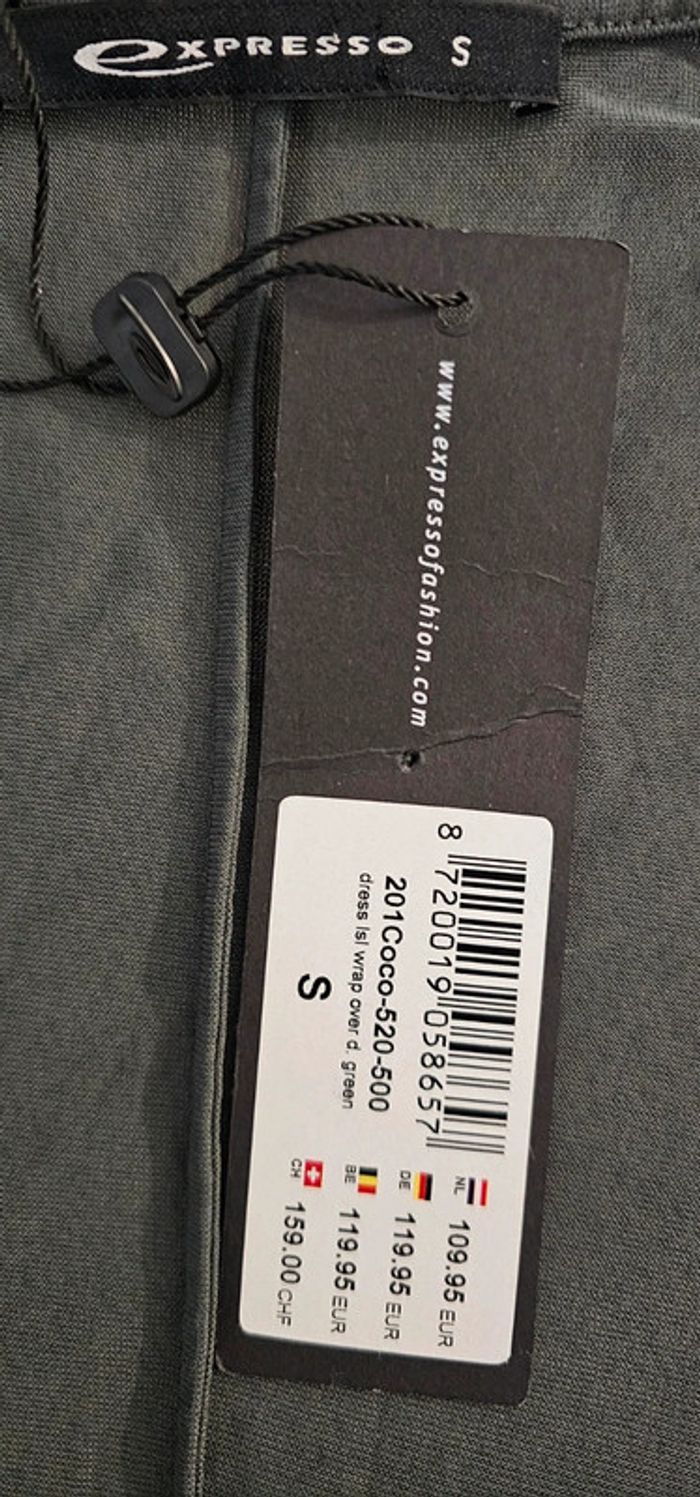 eXPRESSO S
www.expressofashion.com
8 720019 058657
201Coco-520-500
dress lsl wrap over d. green
S
NL 109.95 EUR
DE 119.95 EUR
BE 119.95 EUR
CH 159.00 CHF